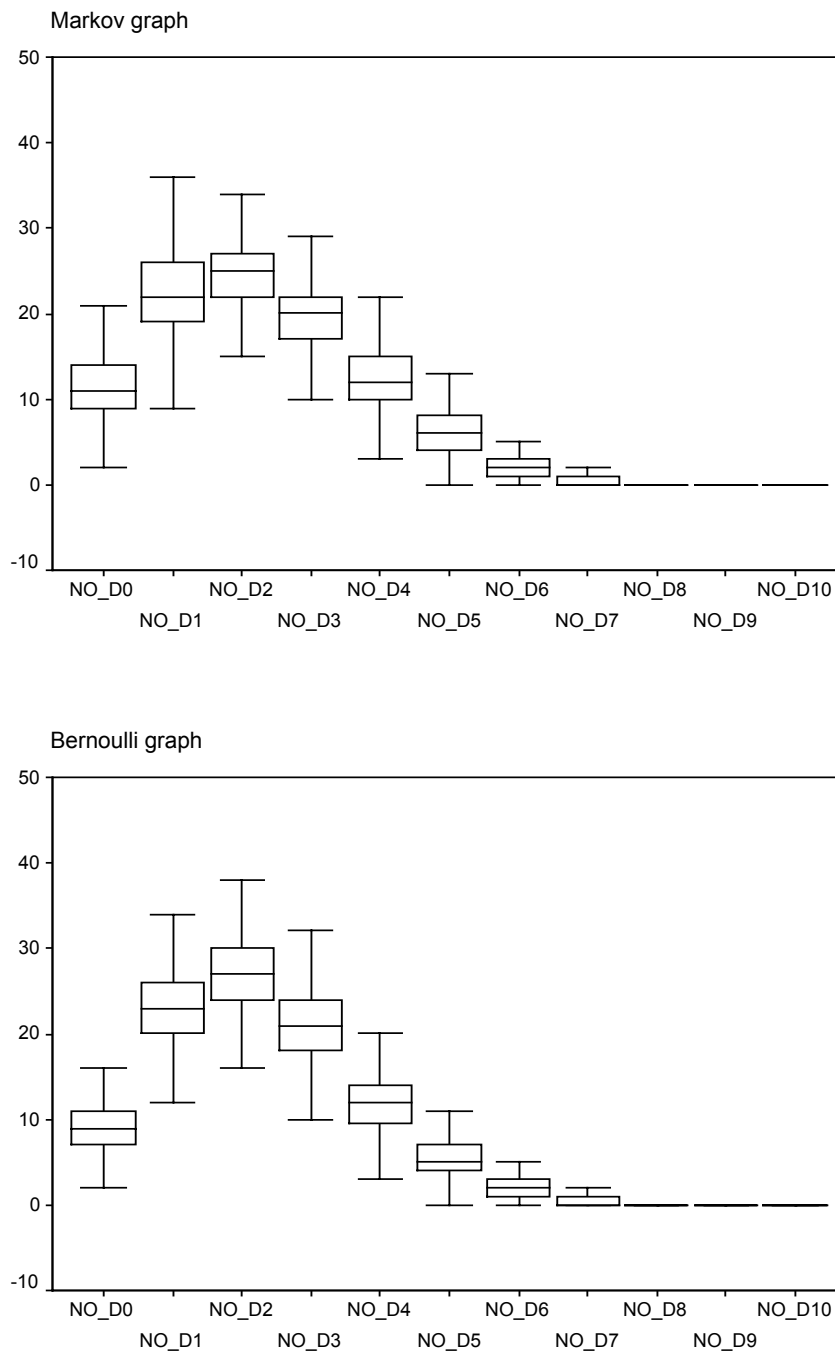 Markov graph
50
40
30
20
10
0
-10
NO_D0 NO_D2 NO_D4 NO_D6 NO_D8 NO_D10
NO_D1 NO_D3 NO_D5 NO_D7 NO_D9
Bernoulli graph
50
40
30
20
10
0
-10
NO_D0 NO_D2 NO_D4 NO_D6 NO_D8 NO_D10
NO_D1 NO_D3 NO_D5 NO_D7 NO_D9